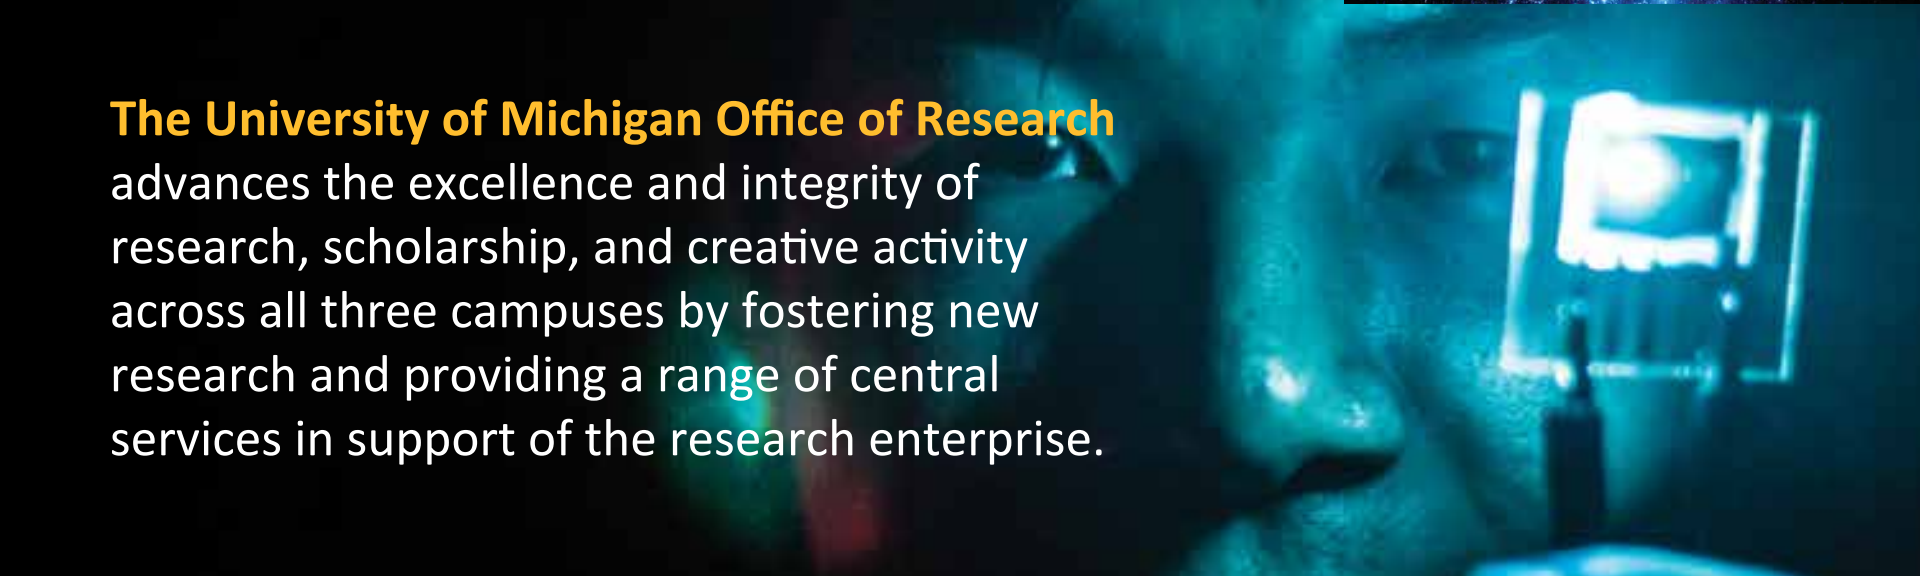 The University of Michigan Office of Research
advances the excellence and integrity of
research, scholarship, and creative activity
across all three campuses by fostering new
research and providing a range of central
services in support of the research enterprise.